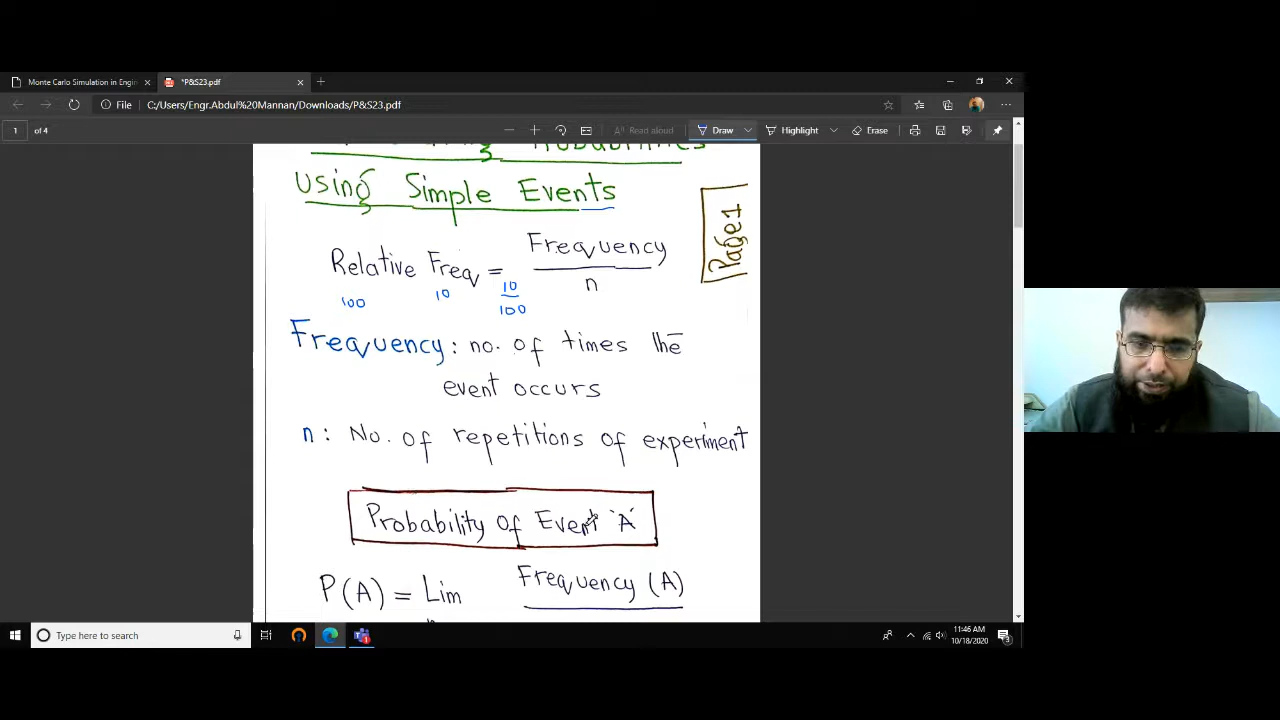 Monte Carlo Simulation in Engin
*P&S23.pdf
File
C:/Users/Engr.Abdul%20Mannan/Downloads/P&S23.pdf
1 of 4
Read aloud
Draw
Highlight
Erase
Using Simple Events
Page1
Relative Freq = Frequency
n
100 10 10
100
Frequency: no. of times the
event occurs
n: No. of repetitions of experiment
Probability of Event 'A'
P(A) = Lim Frequency (A)
n
Type here to search
11:46 AM
10/18/2020